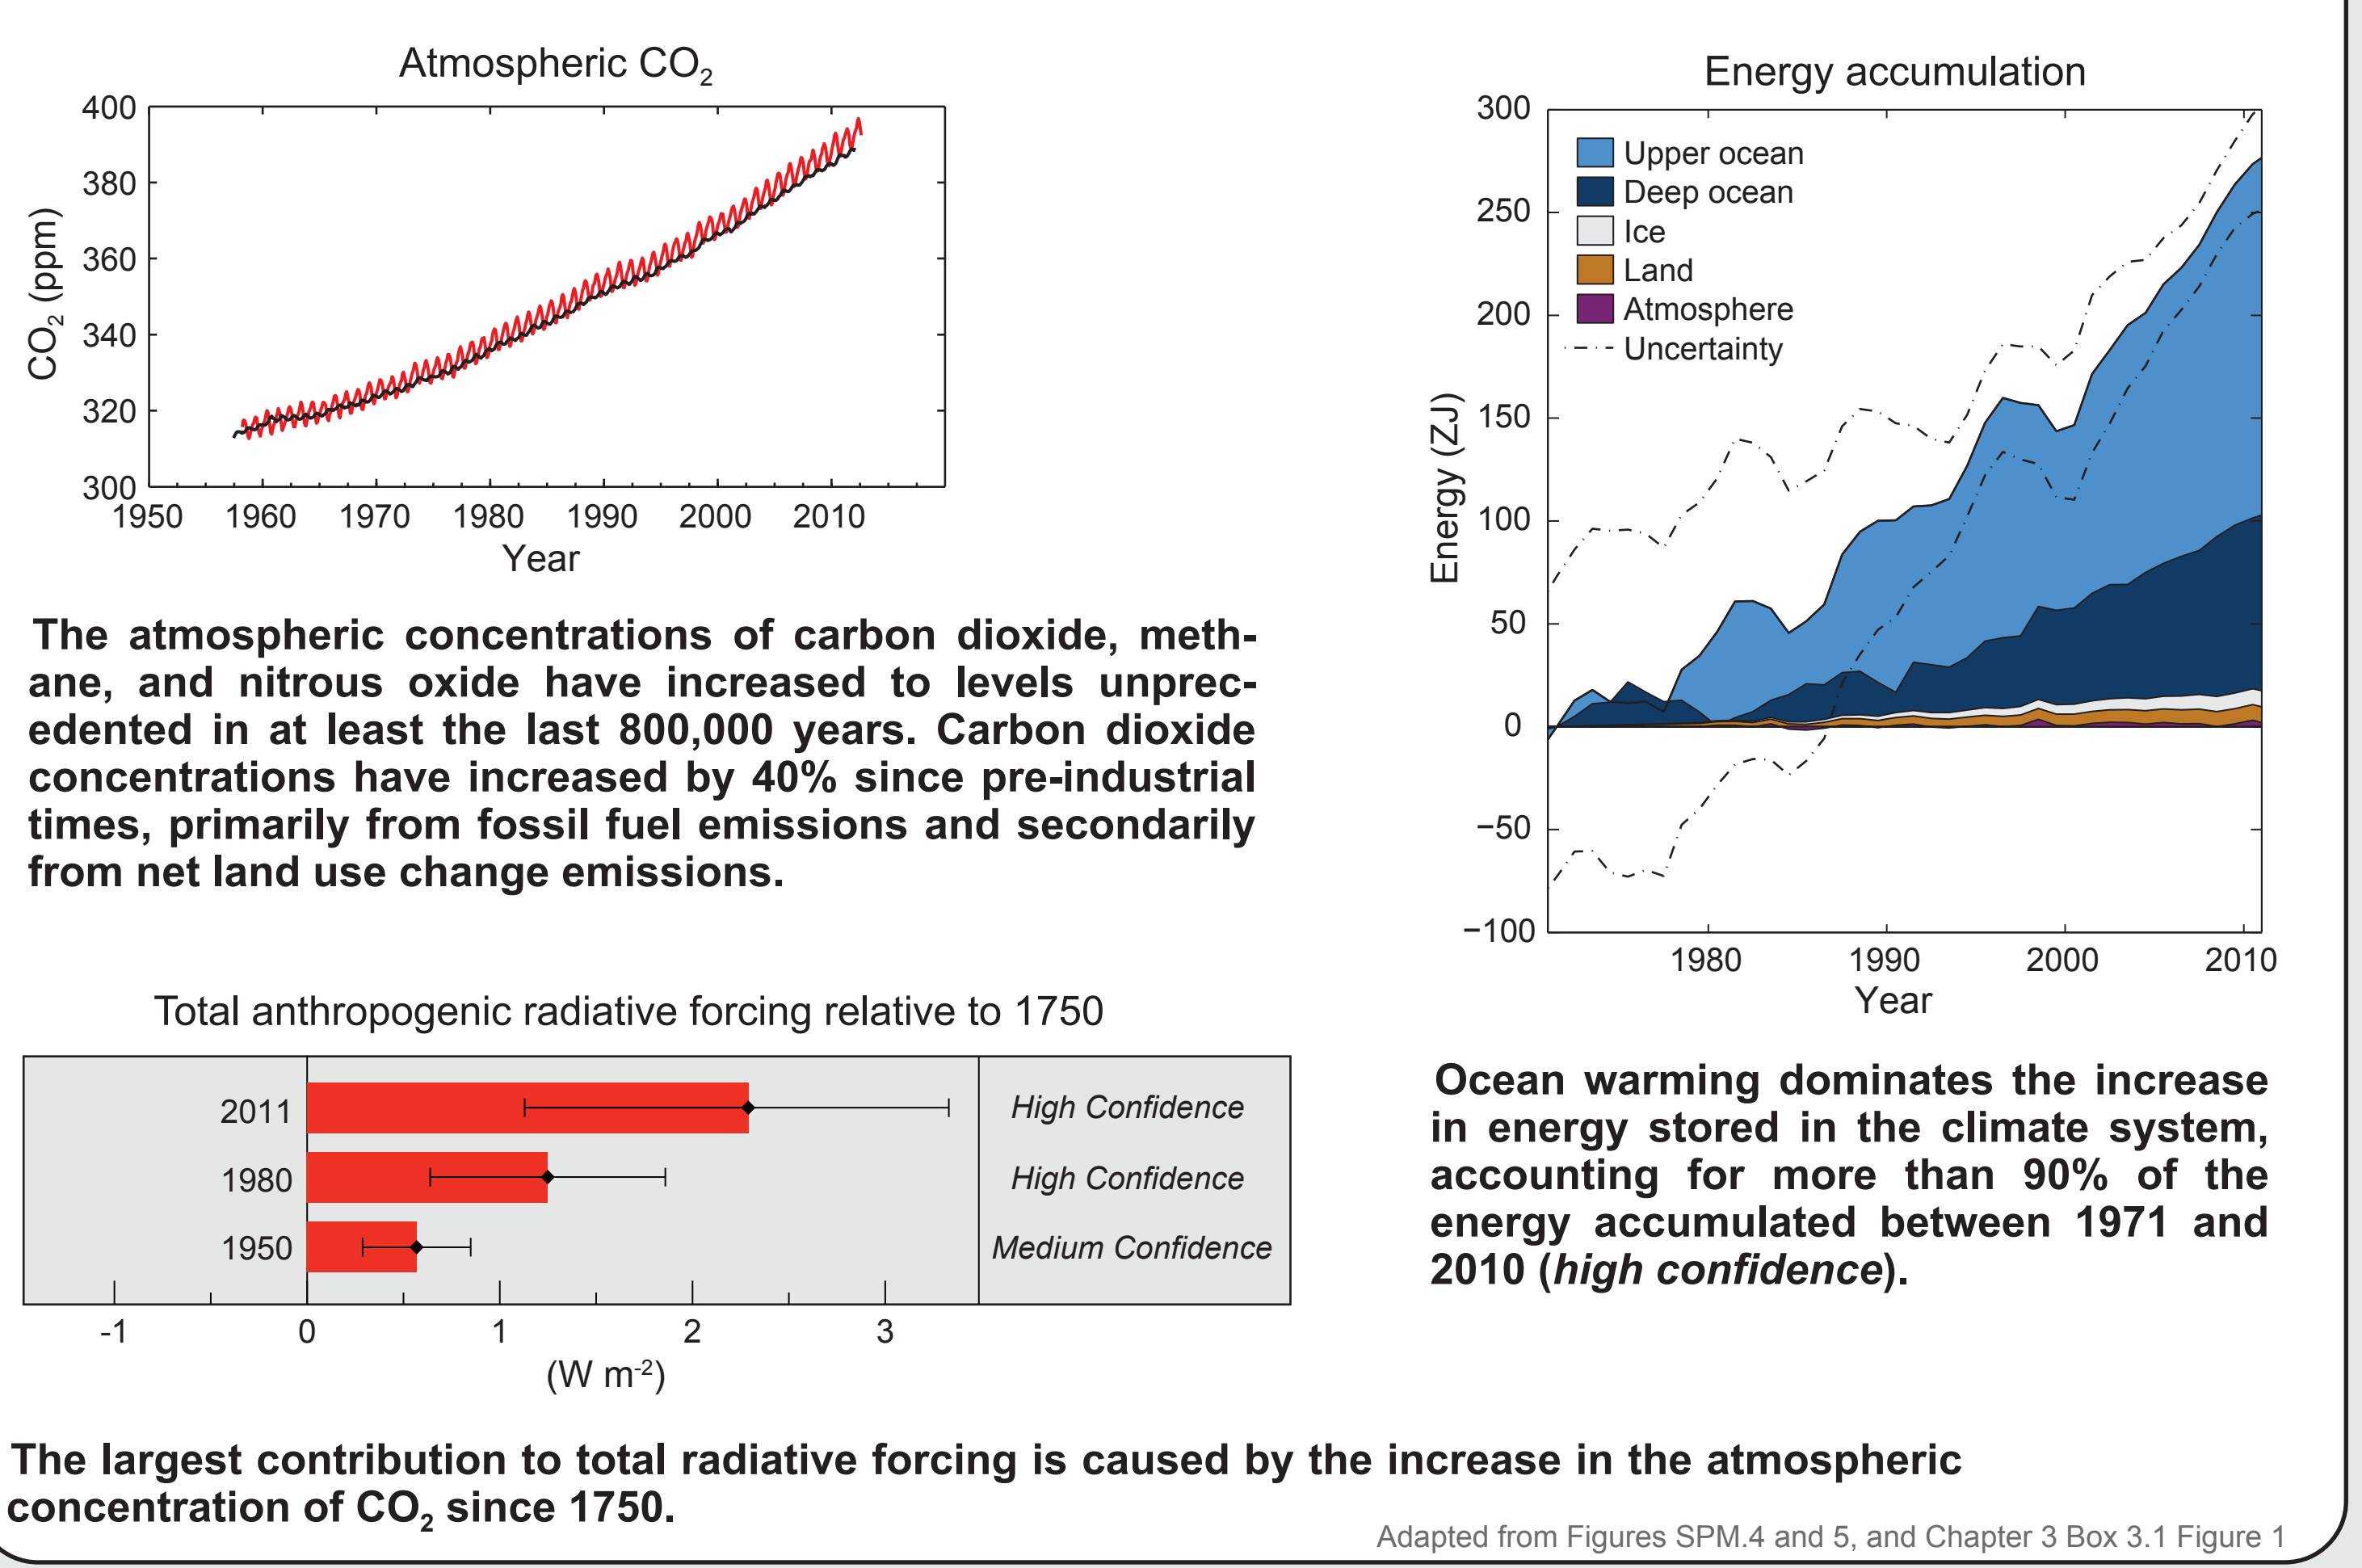 Atmospheric CO₂
400
380
360
340
320
300
CO₂ (ppm)
1950 1960 1970 1980 1990 2000 2010
Year
The atmospheric concentrations of carbon dioxide, meth-
ane, and nitrous oxide have increased to levels unprec-
edented in at least the last 800,000 years. Carbon dioxide
concentrations have increased by 40% since pre-industrial
times, primarily from fossil fuel emissions and secondarily
from net land use change emissions.
Total anthropogenic radiative forcing relative to 1750
2011 High Confidence
1980 High Confidence
1950 Medium Confidence
-1 0 1 2 3
(W m⁻²)
Energy accumulation
300
250
200
150
100
50
0
−50
−100
Energy (ZJ)
Upper ocean
Deep ocean
Ice
Land
Atmosphere
Uncertainty
1980 1990 2000 2010
Year
Ocean warming dominates the increase
in energy stored in the climate system,
accounting for more than 90% of the
energy accumulated between 1971 and
2010 (high confidence).
The largest contribution to total radiative forcing is caused by the increase in the atmospheric
concentration of CO₂ since 1750.
Adapted from Figures SPM.4 and 5, and Chapter 3 Box 3.1 Figure 1